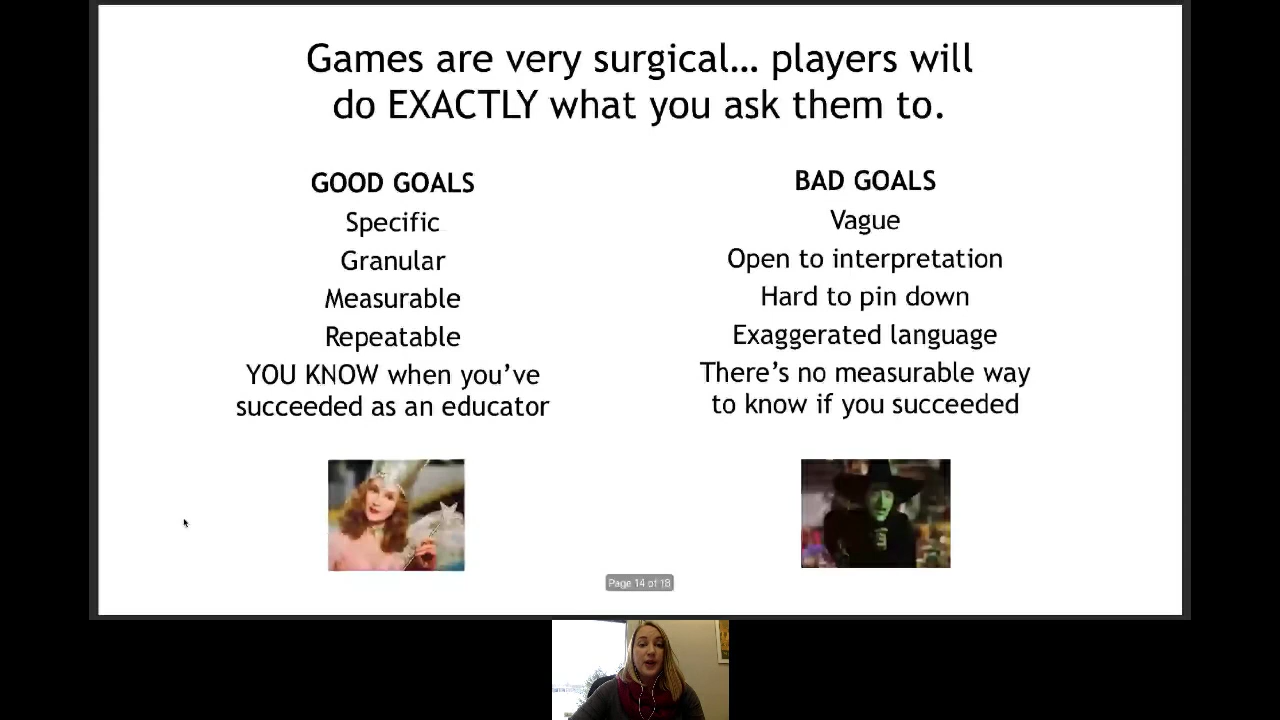 Games are very surgical... players will
do EXACTLY what you ask them to.
GOOD GOALS
Specific
Granular
Measurable
Repeatable
YOU KNOW when you've
succeeded as an educator
BAD GOALS
Vague
Open to interpretation
Hard to pin down
Exaggerated language
There's no measurable way
to know if you succeeded
Page 14 of 18